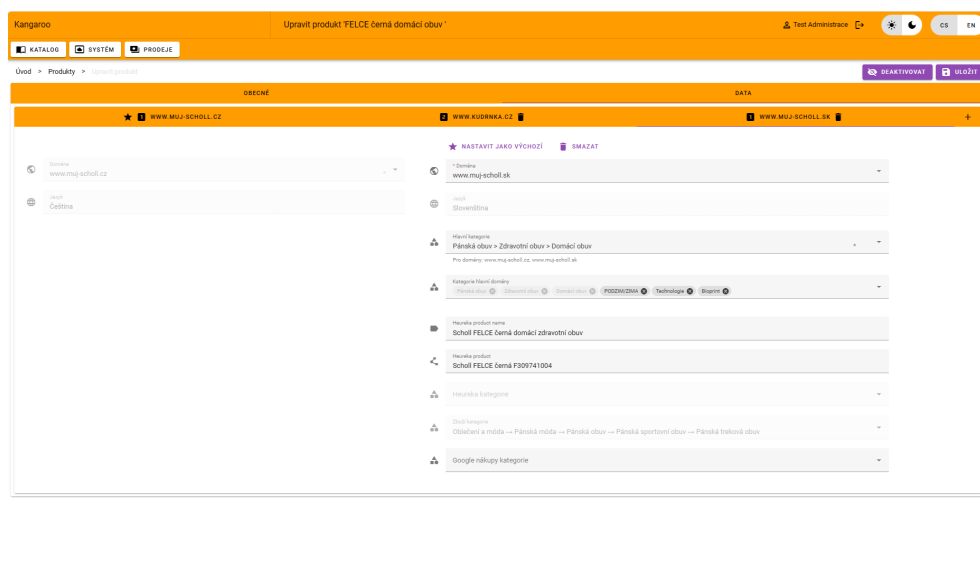 Kangaroo
Upravit produkt 'FELCE černá domácí obuv '
Test Administrace
CS EN
KATALOG SYSTÉM PRODEJE
Úvod > Produkty > Upravit produkt
DEAKTIVOVAT ULOŽIT
OBECNÉ DATA
1 WWW.MUJ-SCHOLL.CZ 2 WWW.KUDRNKA.CZ 1 WWW.MUJ-SCHOLL.SK +
NASTAVIT JAKO VÝCHOZÍ SMAZAT
Doména
www.muj-scholl.cz
Jazyk
Čeština
* Doména
www.muj-scholl.sk
Jazyk
Slovenština
Hlavní kategorie
Pánská obuv > Zdravotní obuv > Domácí obuv
Pro domény: www.muj-scholl.cz, www.muj-scholl.sk
Kategorie hlavní domény
Pánská obuv Zdravotní obuv Domácí obuv PODZIM/ZIMA Technologie Bioprint
Heureka product name
Scholl FELCE černá domácí zdravotní obuv
Heureka product
Scholl FELCE černá F309741004
Heureka kategorie
Zboží kategorie
Oblečení a móda → Pánská móda → Pánská obuv → Pánská sportovní obuv → Pánská treková obuv
Google nákupy kategorie